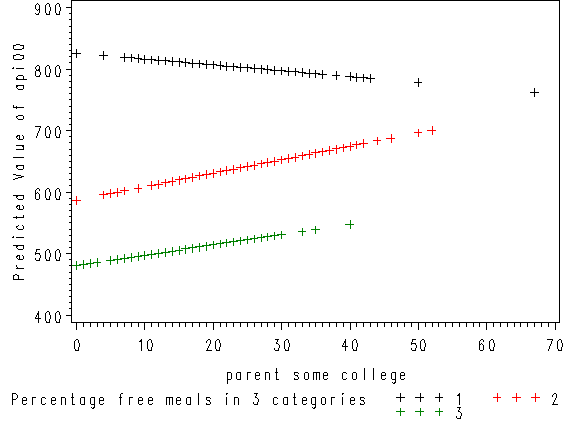 900
800
700
600
500
400
Predicted Value of api00
0 10 20 30 40 50 60 70
parent some college
Percentage free meals in 3 categories + + + 1 + + + 2
+ + + 3